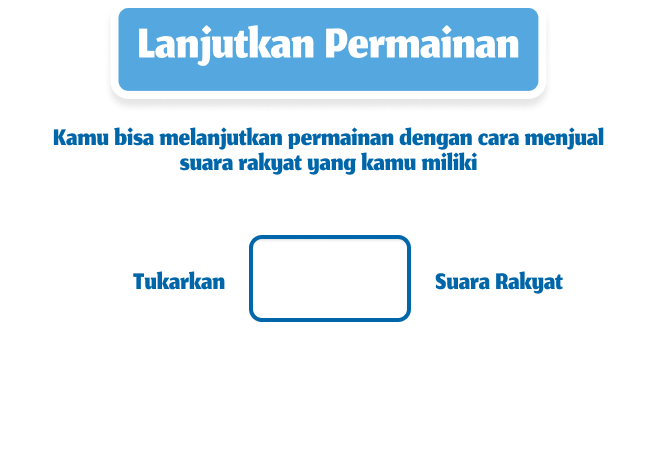 Lanjutkan Permainan
Kamu bisa melanjutkan permainan dengan cara menjual
suara rakyat yang kamu miliki
Tukarkan
Suara Rakyat